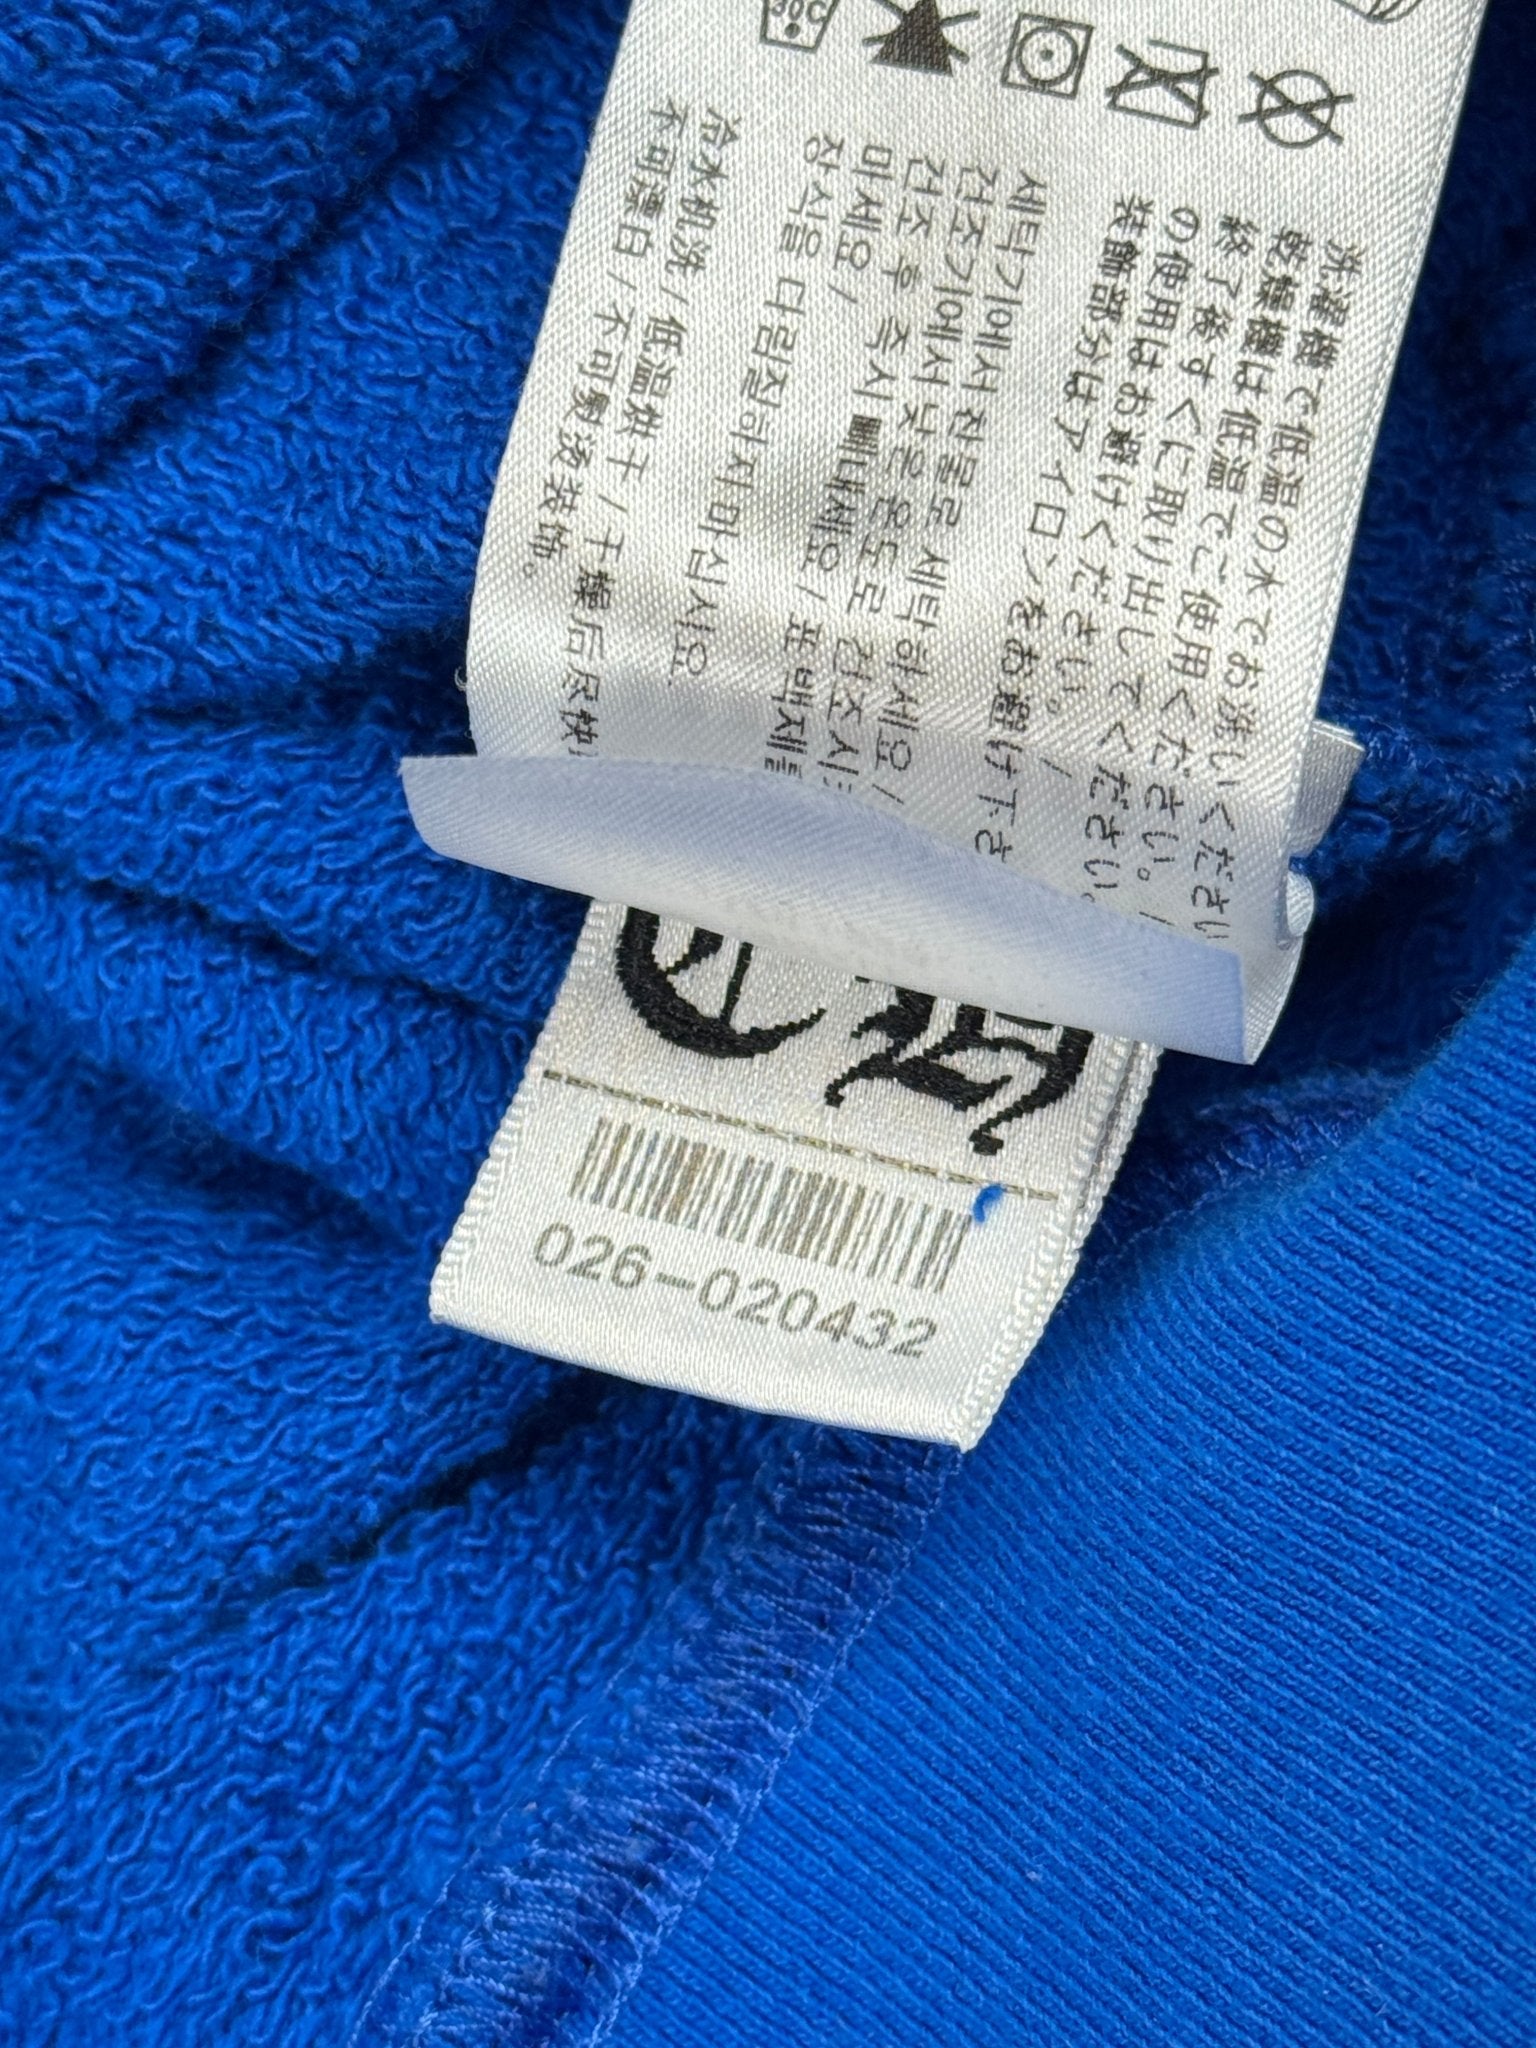 30C
洗濯機で低温の水でお洗いください
乾燥機は低温でご使用ください。/
終了後すぐに取り出してください。
の使用はお避けください。/
装飾部分はアイロンをお避け下さ
세탁기에서 찬물로 세탁하세요/
건조기에서 낮은 온도로 건조시
건조 후 즉시 빼내세요/표백제를
마세요/
장식을 다림질하지 마십시요
冷水机洗/低温烘干/干燥后尽快
不可漂白/不可熨烫装饰。
026-020432